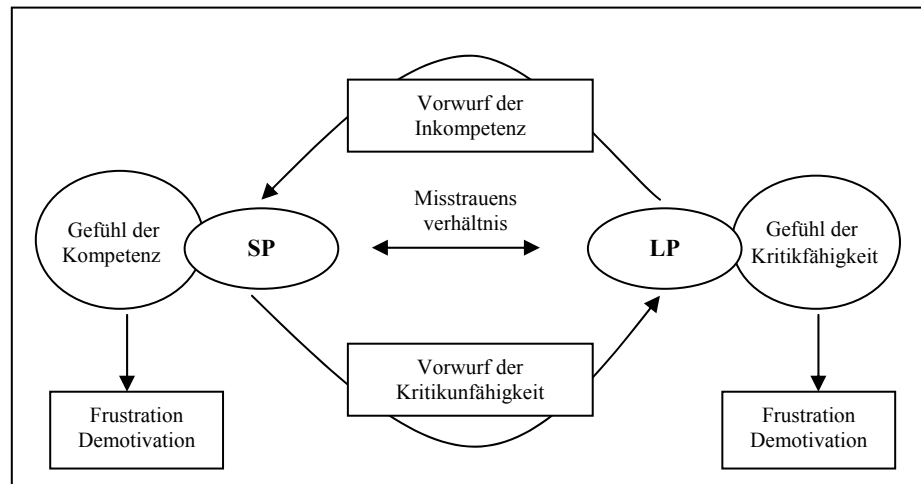 Vorwurf der
Inkompetenz
Misstrauens
verhältnis
Gefühl der
Kompetenz
SP
LP
Gefühl der
Kritikfähigkeit
Vorwurf der
Kritikunfähigkeit
Frustration
Demotivation
Frustration
Demotivation